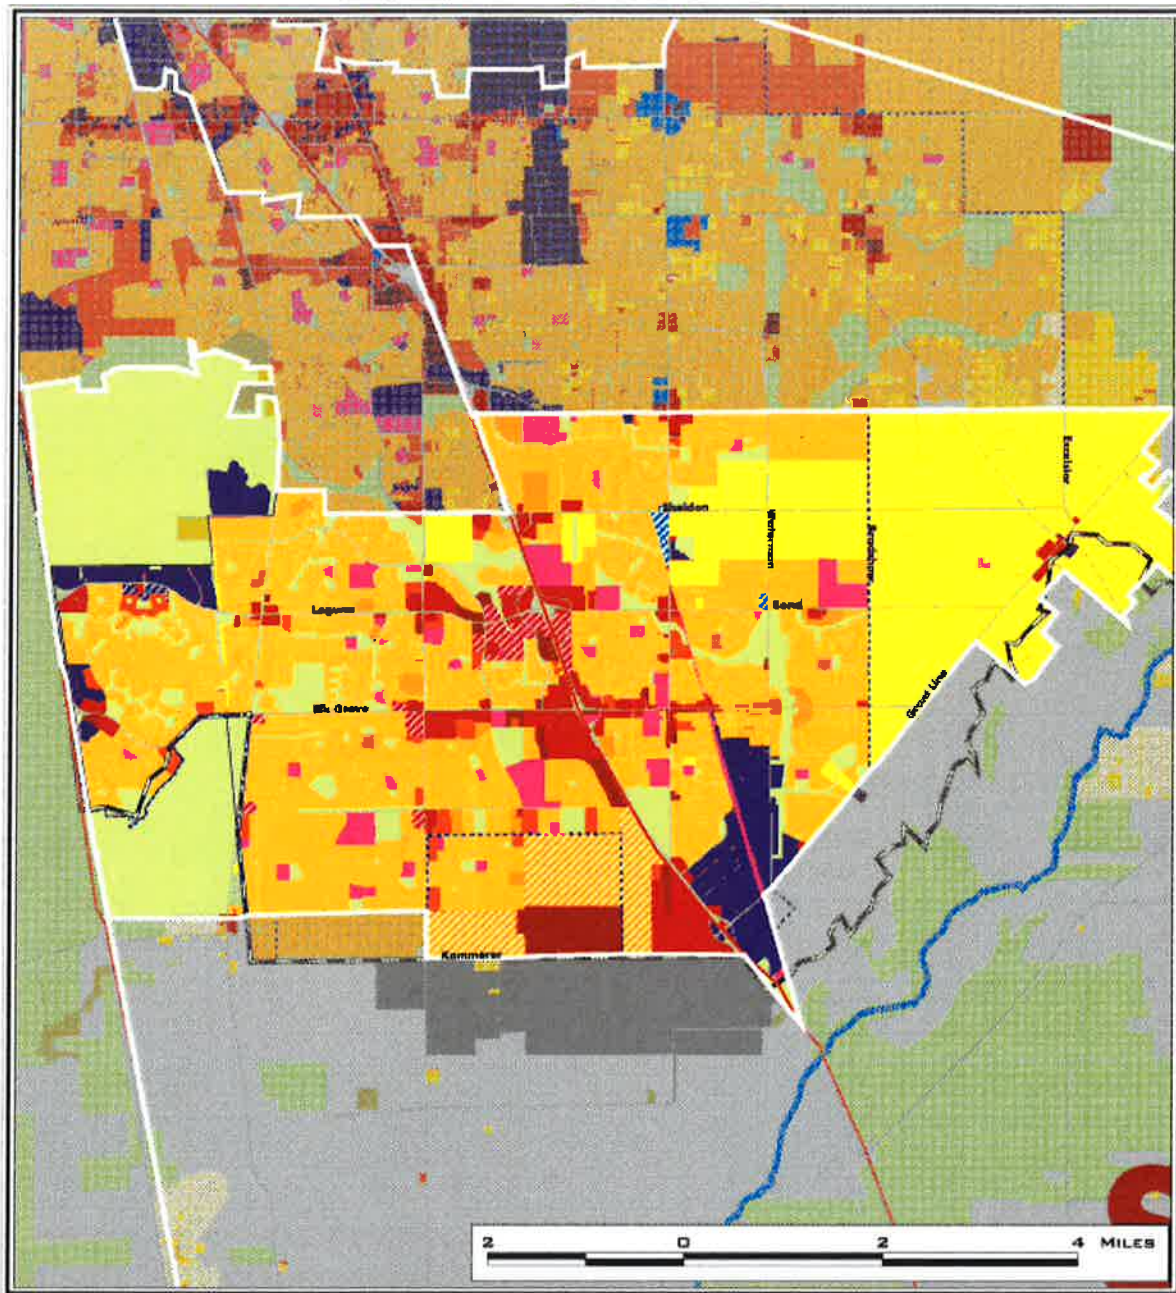 Excelsior
Sheldon
Waterman
Bradshaw
Laguna
Bond
Grant Line
Elk Grove
Kammerer
S
2 0 2 4 MILES